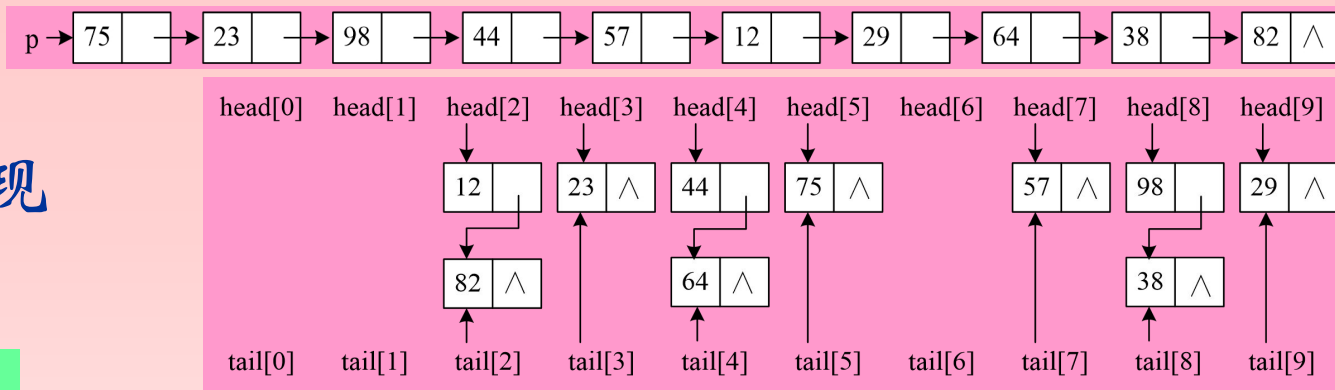 p 75 23 98 44 57 12 29 64 38 82 ∧
head[0] head[1] head[2] head[3] head[4] head[5] head[6] head[7] head[8] head[9]
现
12 23 ∧ 44 75 ∧ 57 ∧ 98 29 ∧
82 ∧ 64 ∧ 38 ∧
tail[0] tail[1] tail[2] tail[3] tail[4] tail[5] tail[6] tail[7] tail[8] tail[9]